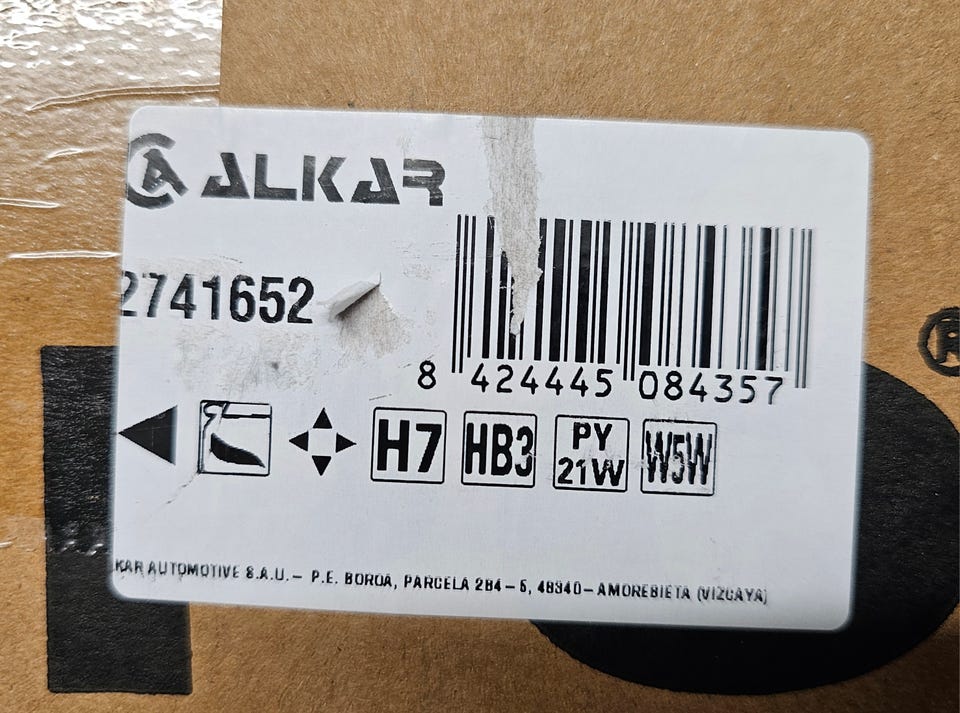 ALKAR
2741652
8 424445 084357
H7 HB3 PY 21W W5W
KAR AUTOMOTIVE S.A.U. – P.E. BOROA, PARCELA 2B4 – 5, 48340 – AMOREBIETA (VIZCAYA)